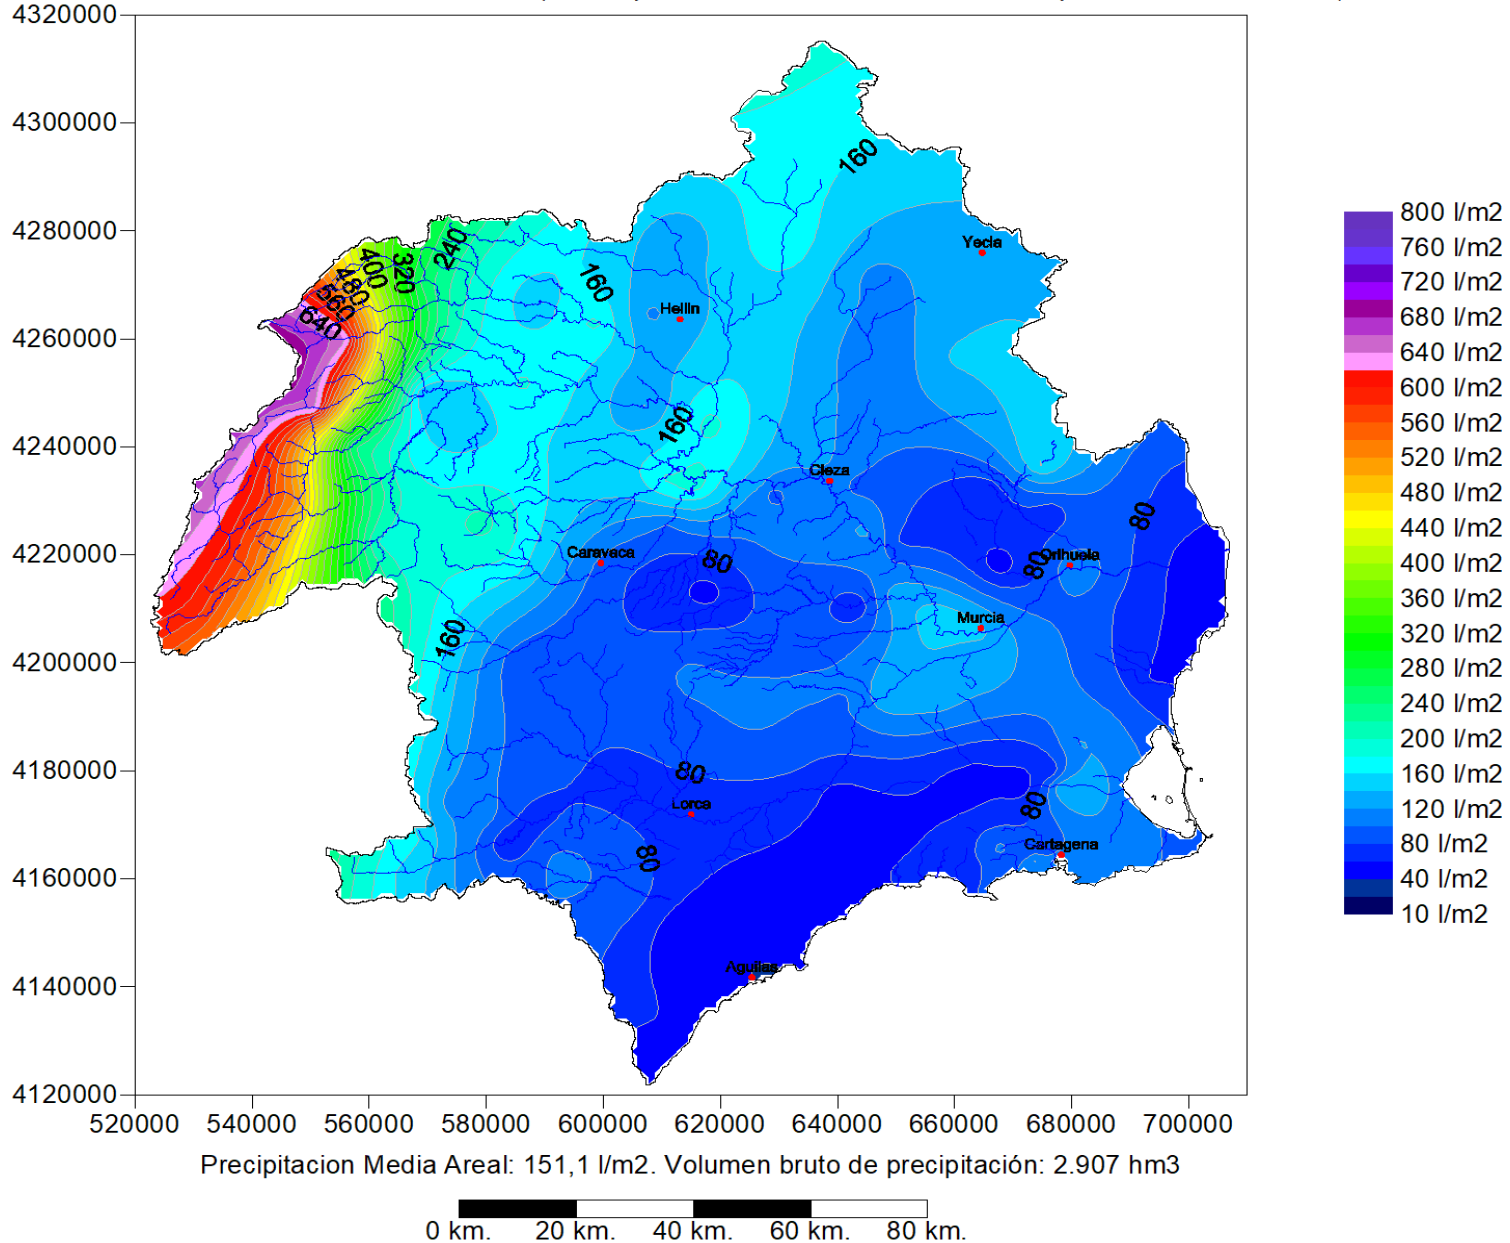 4320000
4300000
4280000
4260000
4240000
4220000
4200000
4180000
4160000
4140000
4120000
520000 540000 560000 580000 600000 620000 640000 660000 680000 700000
160
Yecla
240
400
320
480
560
640
160
Hellin
160
Cieza
80
Caravaca
80
80
Orihuela
Murcia
160
80
Lorca
80
Cartagena
80
Aguilas
800 l/m2
760 l/m2
720 l/m2
680 l/m2
640 l/m2
600 l/m2
560 l/m2
520 l/m2
480 l/m2
440 l/m2
400 l/m2
360 l/m2
320 l/m2
280 l/m2
240 l/m2
200 l/m2
160 l/m2
120 l/m2
80 l/m2
40 l/m2
10 l/m2
Precipitacion Media Areal: 151,1 l/m2. Volumen bruto de precipitación: 2.907 hm3
0 km. 20 km. 40 km. 60 km. 80 km.